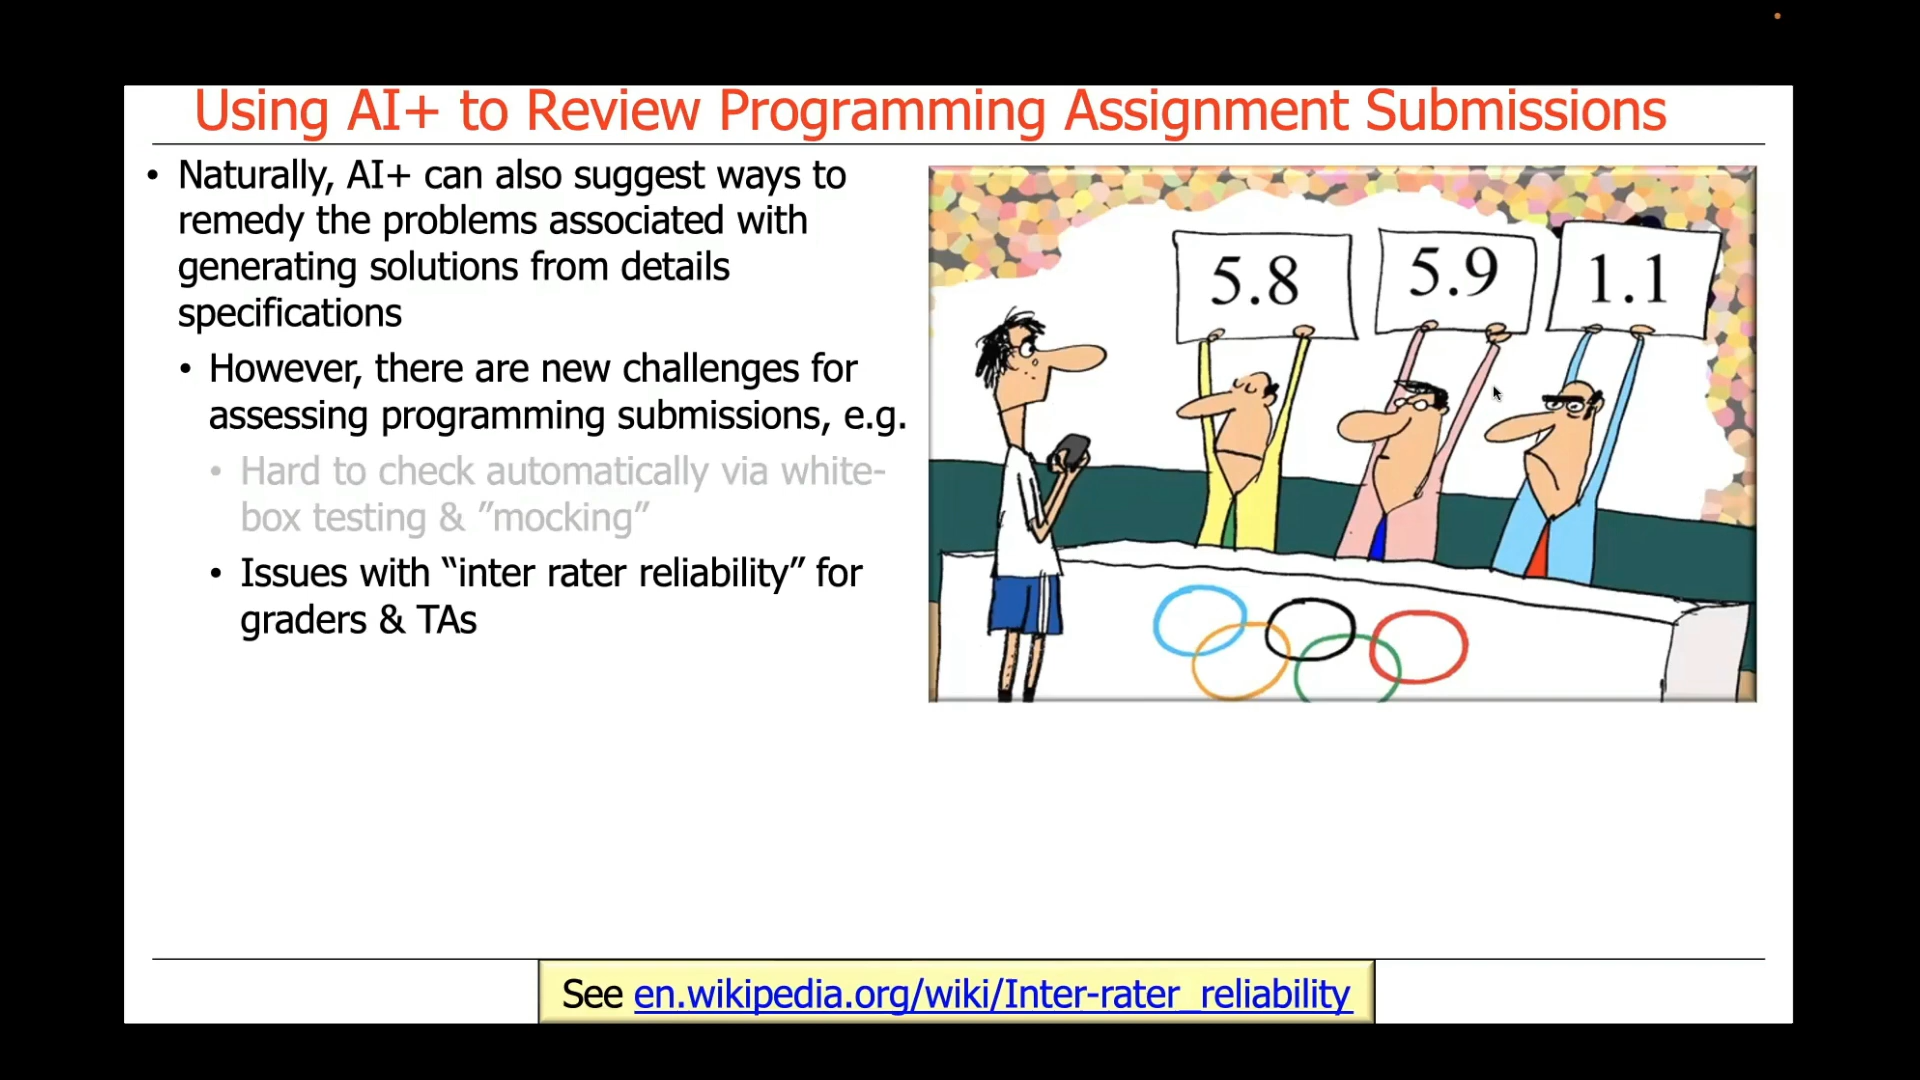 Using AI+ to Review Programming Assignment Submissions
• Naturally, AI+ can also suggest ways to
remedy the problems associated with
generating solutions from details
specifications
• However, there are new challenges for
assessing programming submissions, e.g.
• Hard to check automatically via white-
box testing & ”mocking”
• Issues with “inter rater reliability” for
graders & TAs
5.8
5.9
1.1
See en.wikipedia.org/wiki/Inter-rater_reliability